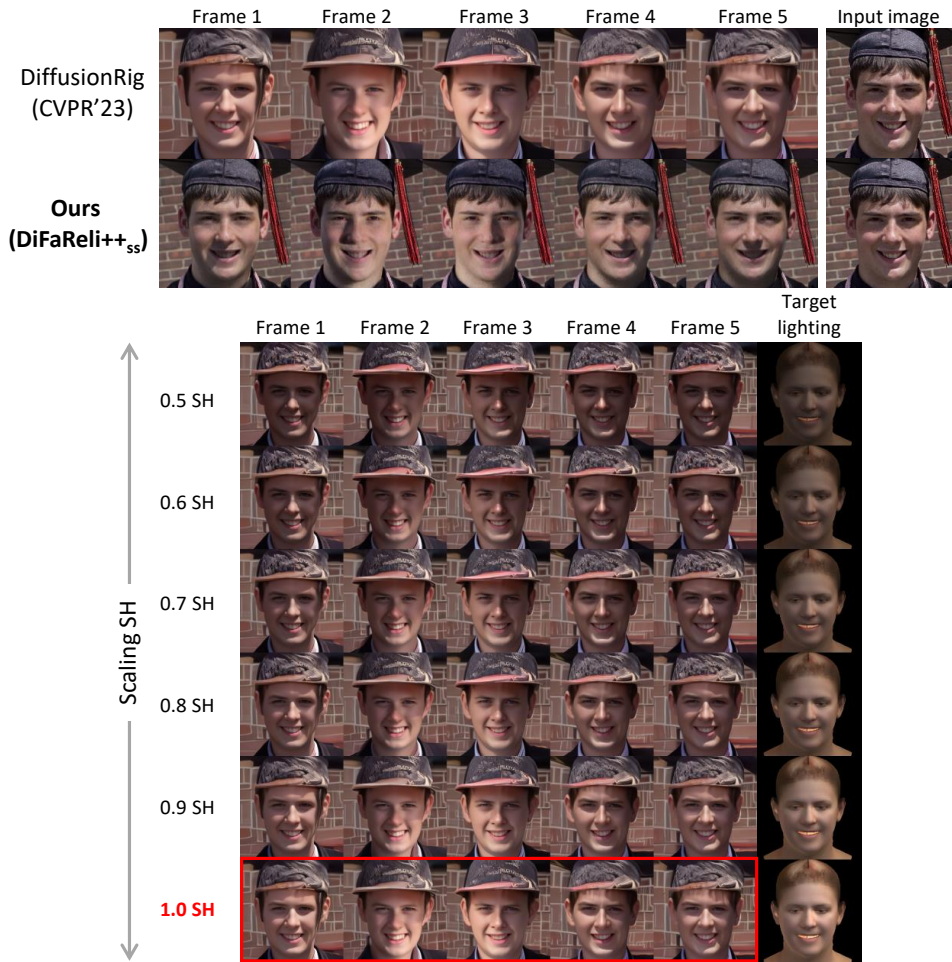 Frame 1 Frame 2 Frame 3 Frame 4 Frame 5 Input image
DiffusionRig
(CVPR’23)
Ours
(DiFaReli++ss)
Target
Frame 1 Frame 2 Frame 3 Frame 4 Frame 5 lighting
Scaling SH
0.5 SH
0.6 SH
0.7 SH
0.8 SH
0.9 SH
1.0 SH